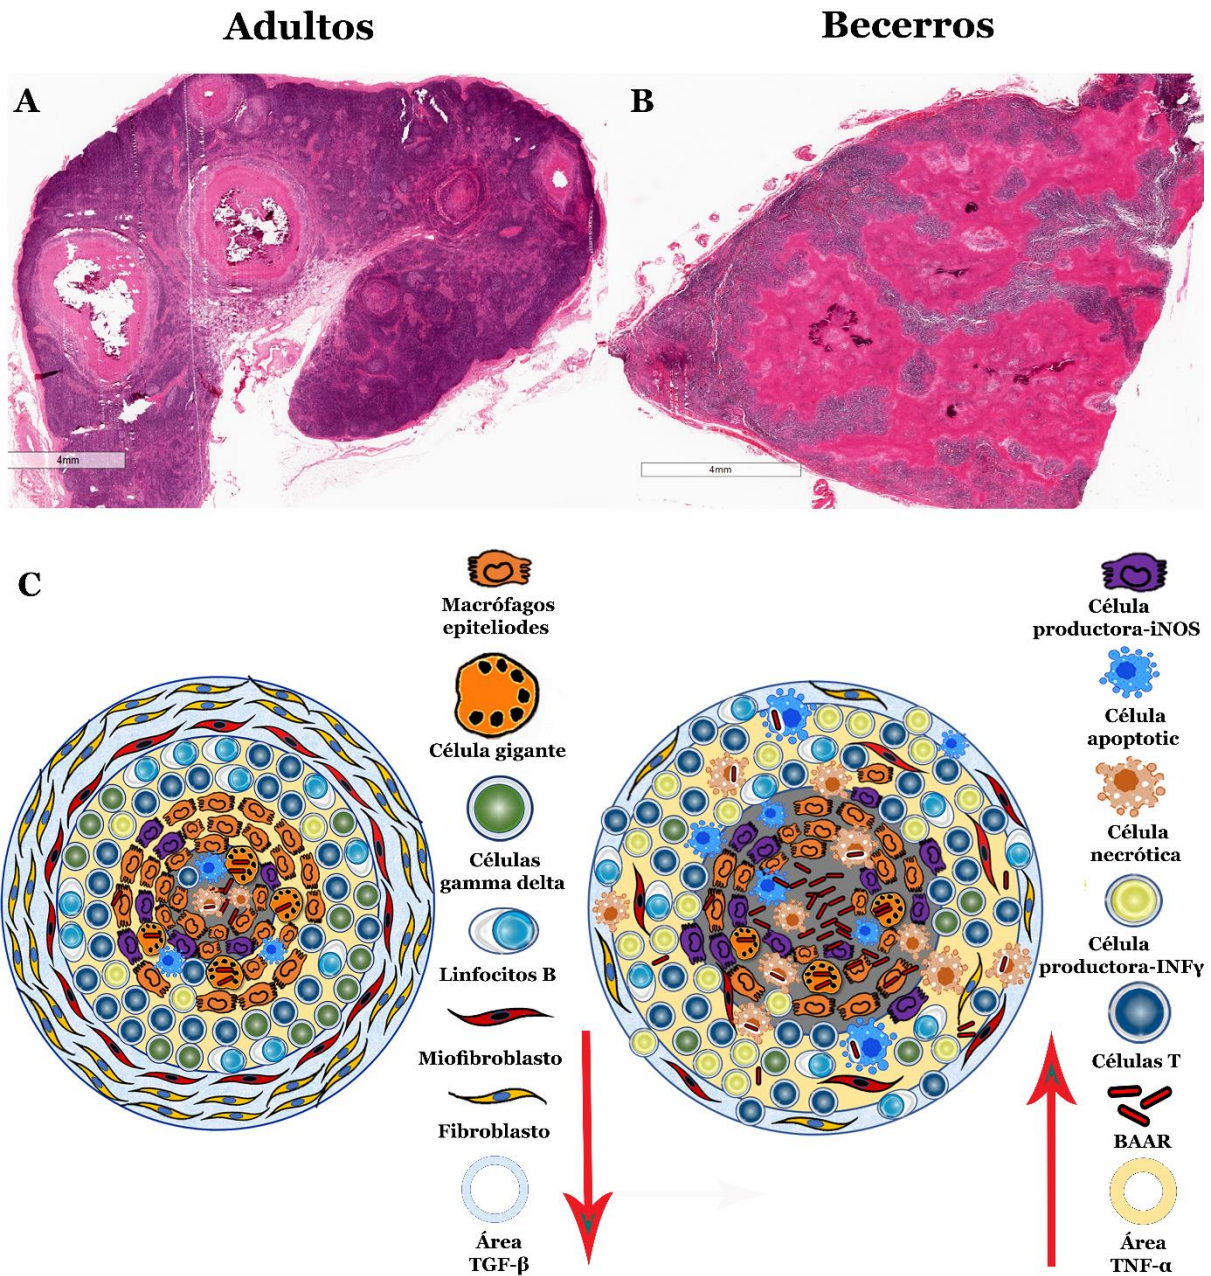 Adultos
Becerros
A
B
4mm
4mm
C
Macrófagos
epiteliodes
Célula gigante
Células
gamma delta
Linfocitos B
Miofibroblasto
Fibroblasto
Área
TGF-β
Célula
productora-iNOS
Célula
apoptotic
Célula
necrótica
Célula
productora-INFγ
Células T
BAAR
Área
TNF-α